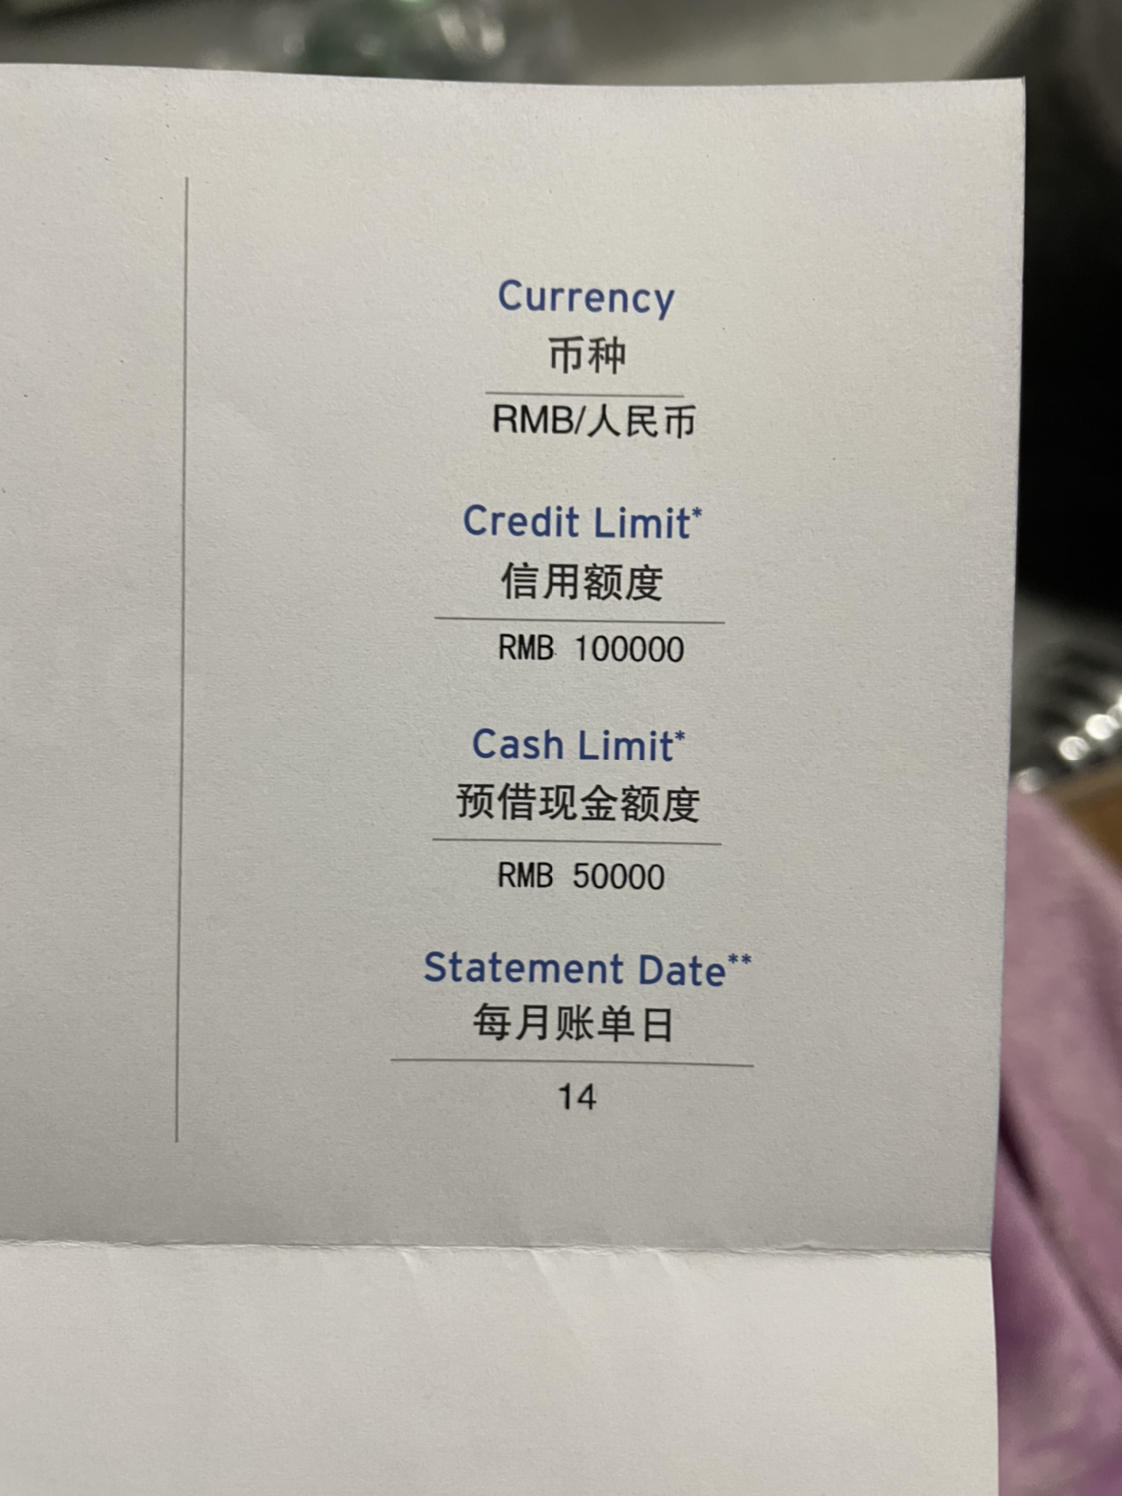 Currency
币种
RMB/人民币
Credit Limit*
信用额度
RMB 100000
Cash Limit*
预借现金额度
RMB 50000
Statement Date**
每月账单日
14